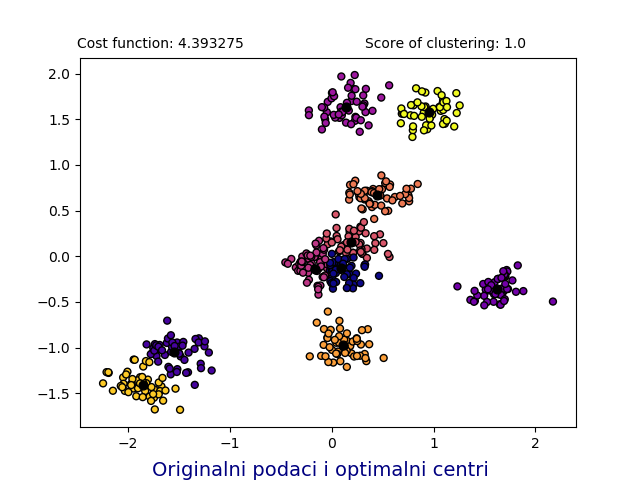 Cost function: 4.393275 Score of clustering: 1.0
2.0
1.5
1.0
0.5
0.0
−0.5
−1.0
−1.5
−2 −1 0 1 2
Originalni podaci i optimalni centri